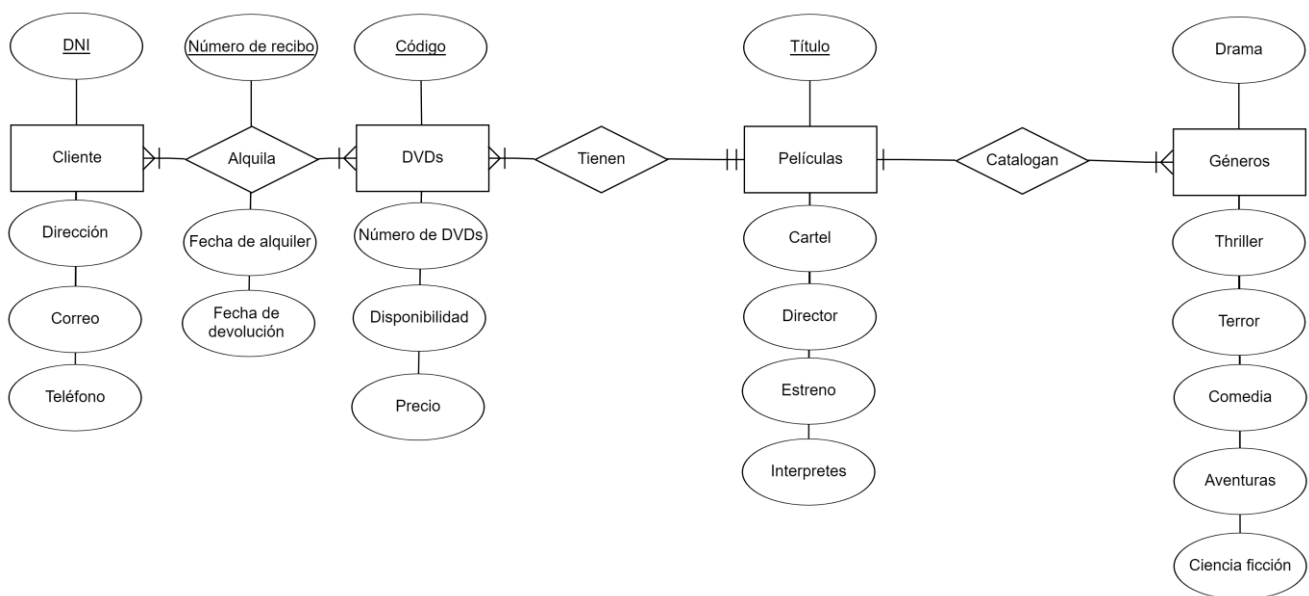 DNI
Número de recibo
Código
Título
Drama
Cliente
Alquila
DVDs
Tienen
Películas
Catalogan
Géneros
Dirección
Fecha de alquiler
Número de DVDs
Cartel
Thriller
Correo
Fecha de
devolución
Disponibilidad
Director
Terror
Teléfono
Precio
Estreno
Comedia
Interpretes
Aventuras
Ciencia ficción